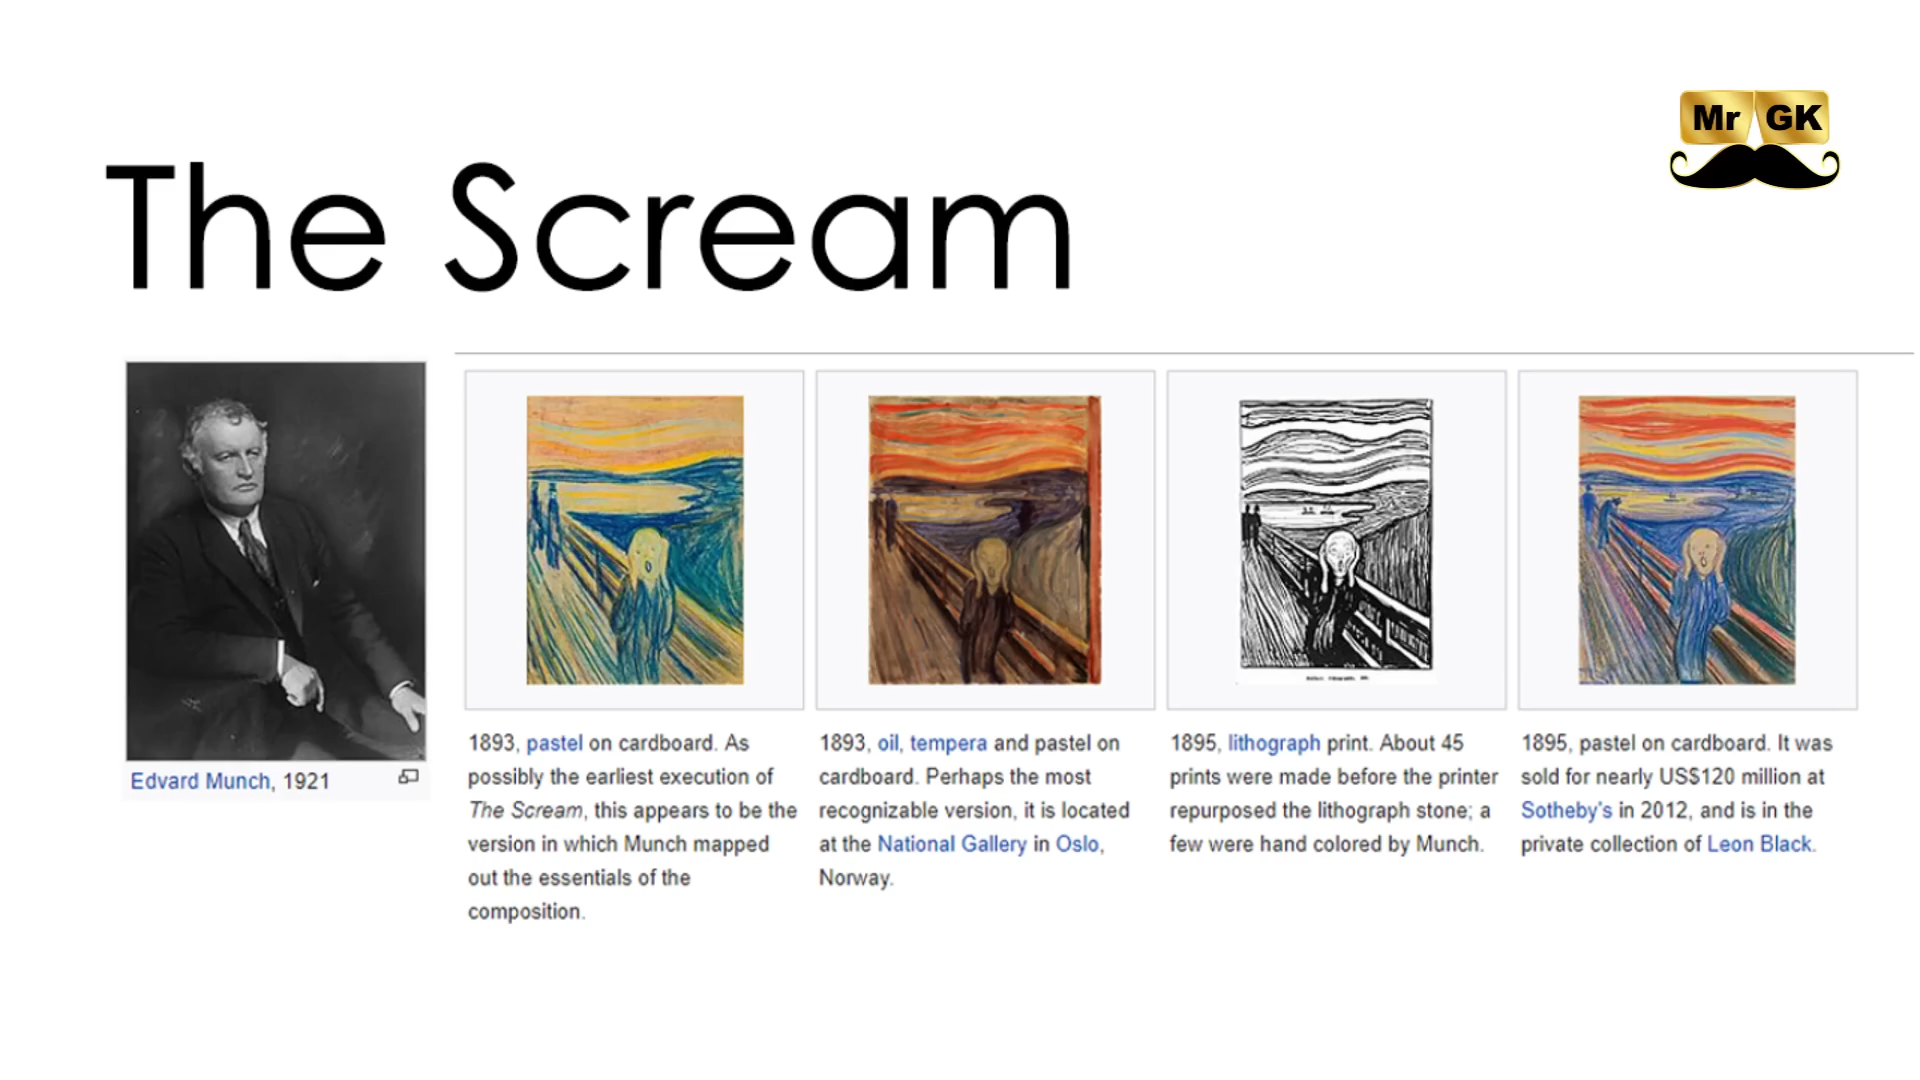 Mr GK
The Scream
Edvard Munch, 1921
1893, pastel on cardboard. As
possibly the earliest execution of
The Scream, this appears to be the
version in which Munch mapped
out the essentials of the
composition.
1893, oil, tempera and pastel on
cardboard. Perhaps the most
recognizable version, it is located
at the National Gallery in Oslo,
Norway.
1895, lithograph print. About 45
prints were made before the printer
repurposed the lithograph stone; a
few were hand colored by Munch.
1895, pastel on cardboard. It was
sold for nearly US$120 million at
Sotheby's in 2012, and is in the
private collection of Leon Black.